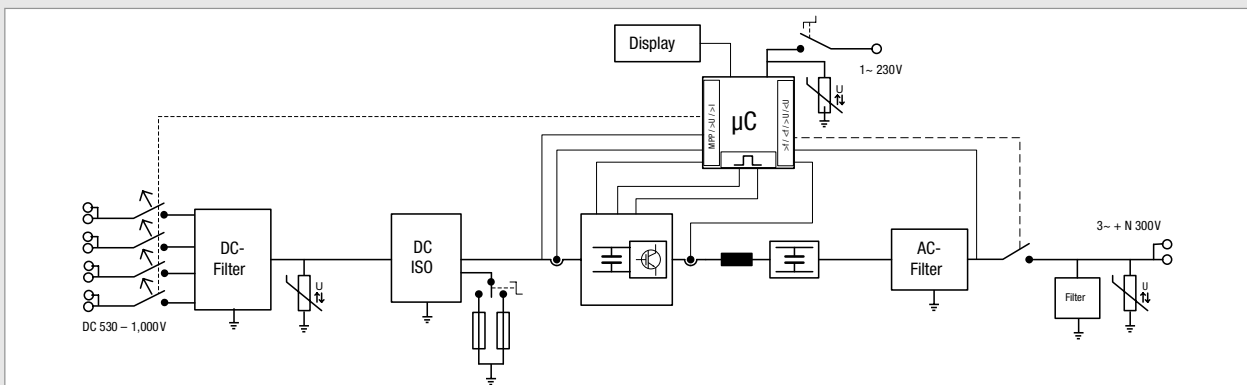 Display
1~ 230V
U
MPP / >U / >I
µC
>I / <f / >U / <U
DC-
Filter
DC
ISO
AC-
Filter
3~ + N 300V
U
Filter
U
DC 530 – 1,000V